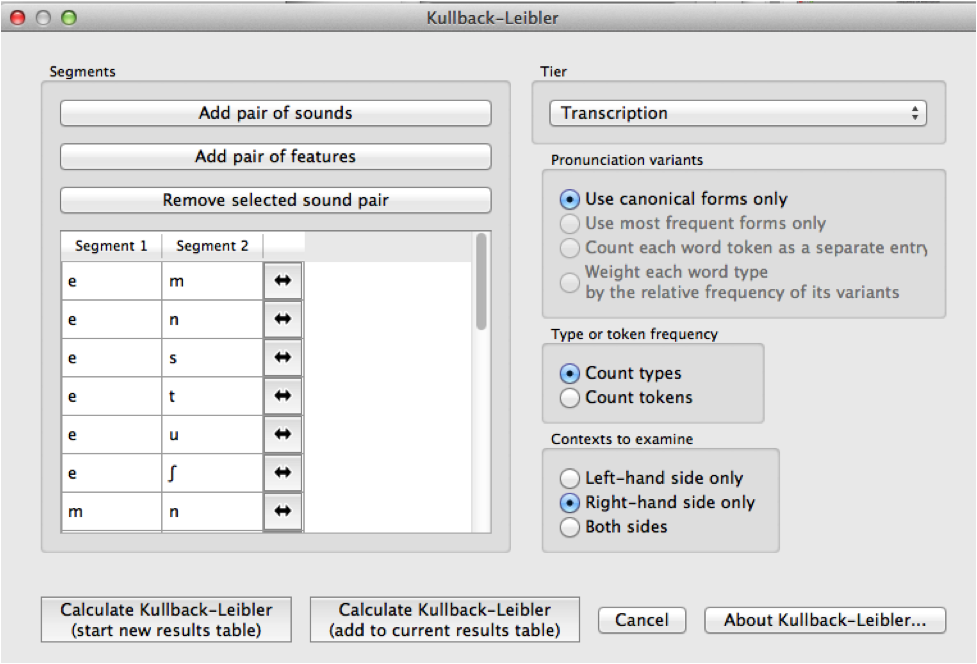 Kullback-Leibler
Segments
Add pair of sounds
Add pair of features
Remove selected sound pair
Segment 1 Segment 2
e m ⬌
e n ⬌
e s ⬌
e t ⬌
e u ⬌
e ʃ ⬌
m n ⬌
Tier
Transcription
Pronunciation variants
Use canonical forms only
Use most frequent forms only
Count each word token as a separate entry
Weight each word type
by the relative frequency of its variants
Type or token frequency
Count types
Count tokens
Contexts to examine
Left-hand side only
Right-hand side only
Both sides
Calculate Kullback-Leibler
(start new results table)
Calculate Kullback-Leibler
(add to current results table)
Cancel
About Kullback-Leibler...